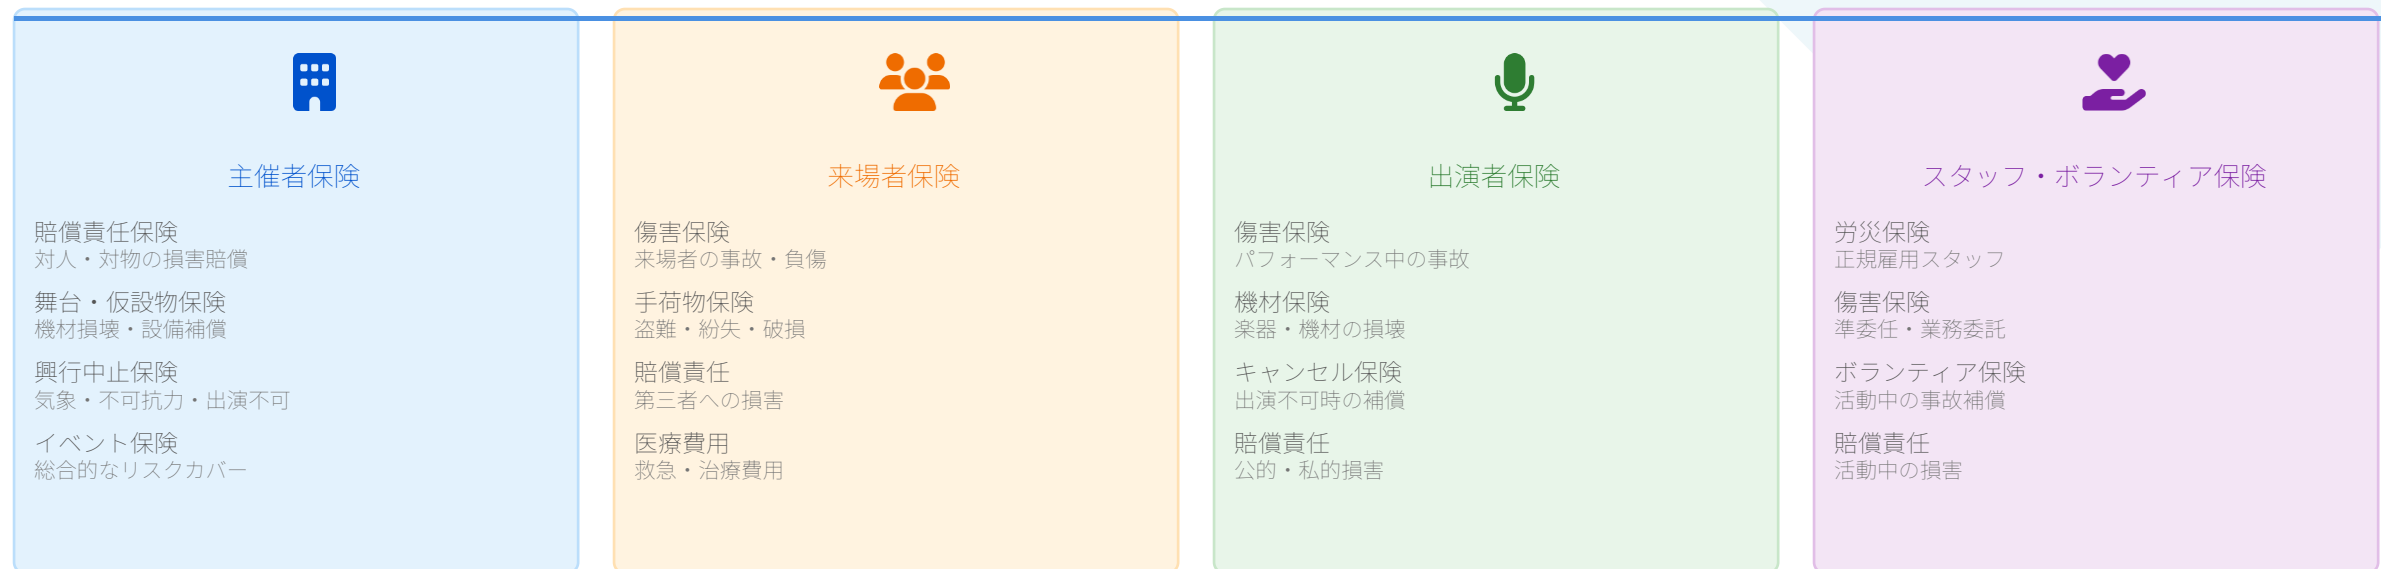 主催者保険
賠償責任保険
対人・対物の損害賠償
舞台・仮設物保険
機材損壊・設備補償
興行中止保険
気象・不可抗力・出演不可
イベント保険
総合的なリスクカバー
来場者保険
傷害保険
来場者の事故・負傷
手荷物保険
盗難・紛失・破損
賠償責任
第三者への損害
医療費用
救急・治療費用
出演者保険
傷害保険
パフォーマンス中の事故
機材保険
楽器・機材の損壊
キャンセル保険
出演不可時の補償
賠償責任
公的・私的損害
スタッフ・ボランティア保険
労災保険
正規雇用スタッフ
傷害保険
準委任・業務委託
ボランティア保険
活動中の事故補償
賠償責任
活動中の損害